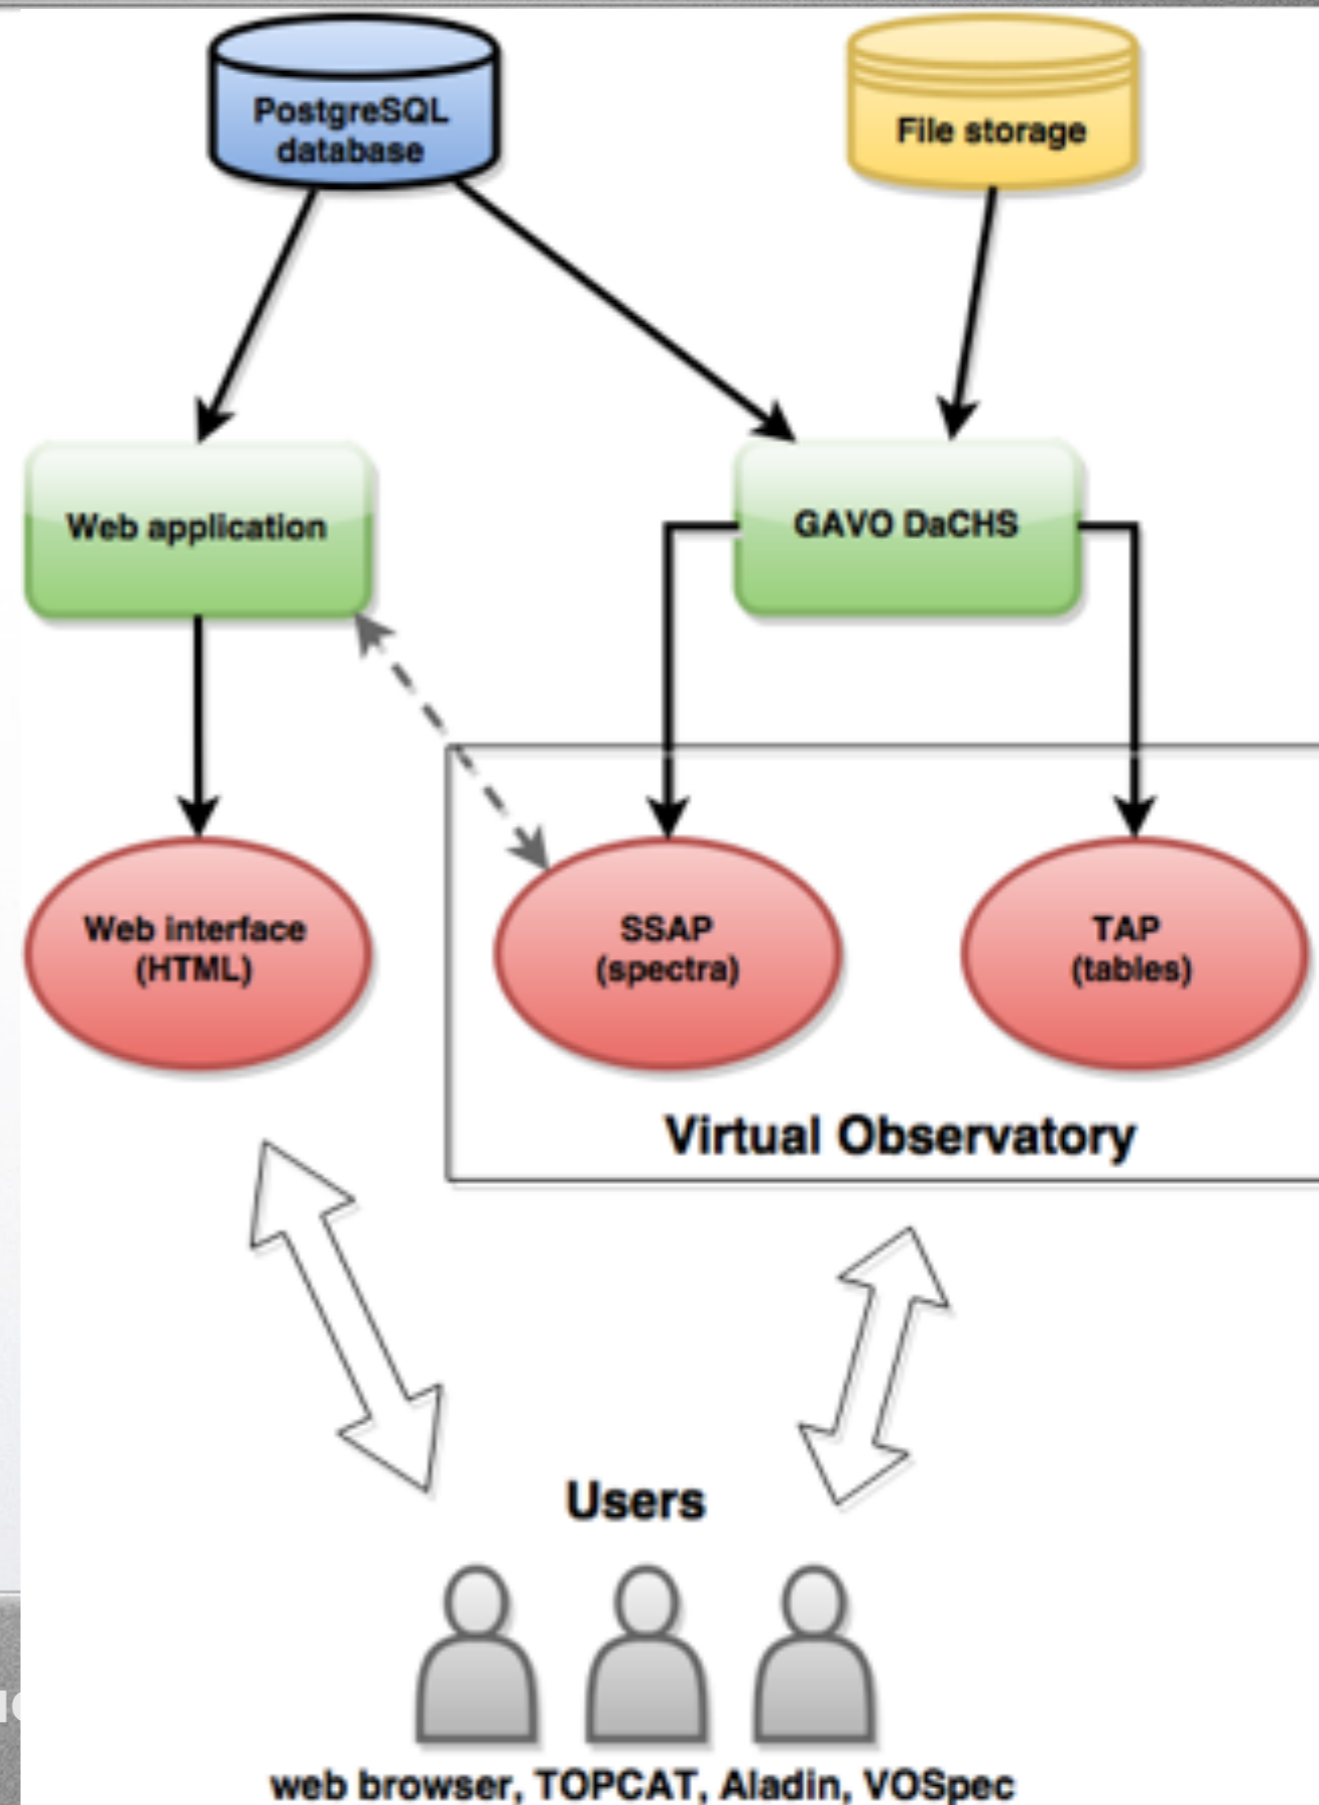 PostgreSQL
database
File storage
Web application
GAVO DaCHS
Web interface
(HTML)
SSAP
(spectra)
TAP
(tables)
Virtual Observatory
Users
web browser, TOPCAT, Aladin, VOSpec